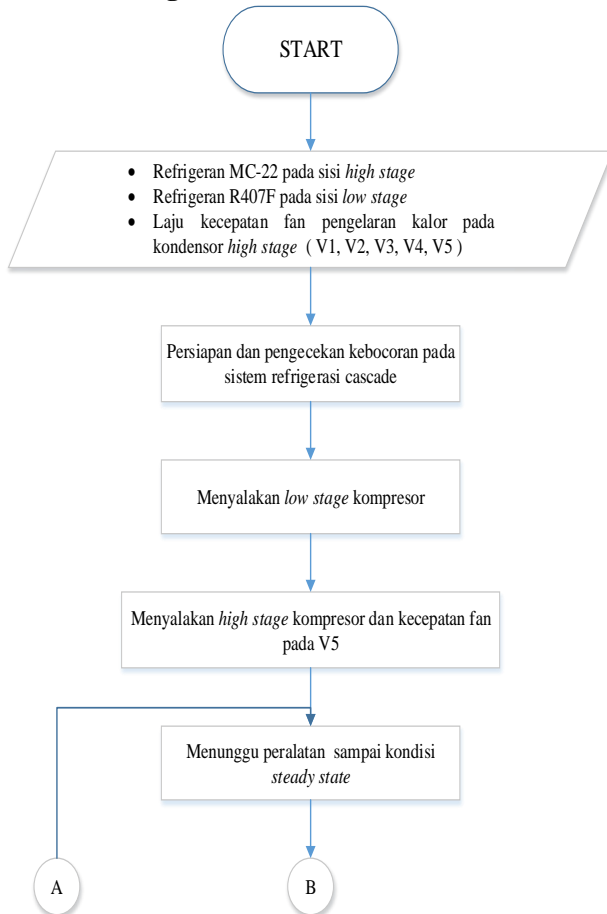 START
• Refrigeran MC-22 pada sisi high stage
• Refrigeran R407F pada sisi low stage
• Laju kecepatan fan pengelaran kalor pada
kondensor high stage ( V1, V2, V3, V4, V5 )
Persiapan dan pengecekan kebocoran pada
sistem refrigerasi cascade
Menyalakan low stage kompresor
Menyalakan high stage kompresor dan kecepatan fan
pada V5
Menunggu peralatan sampai kondisi
steady state
A
B